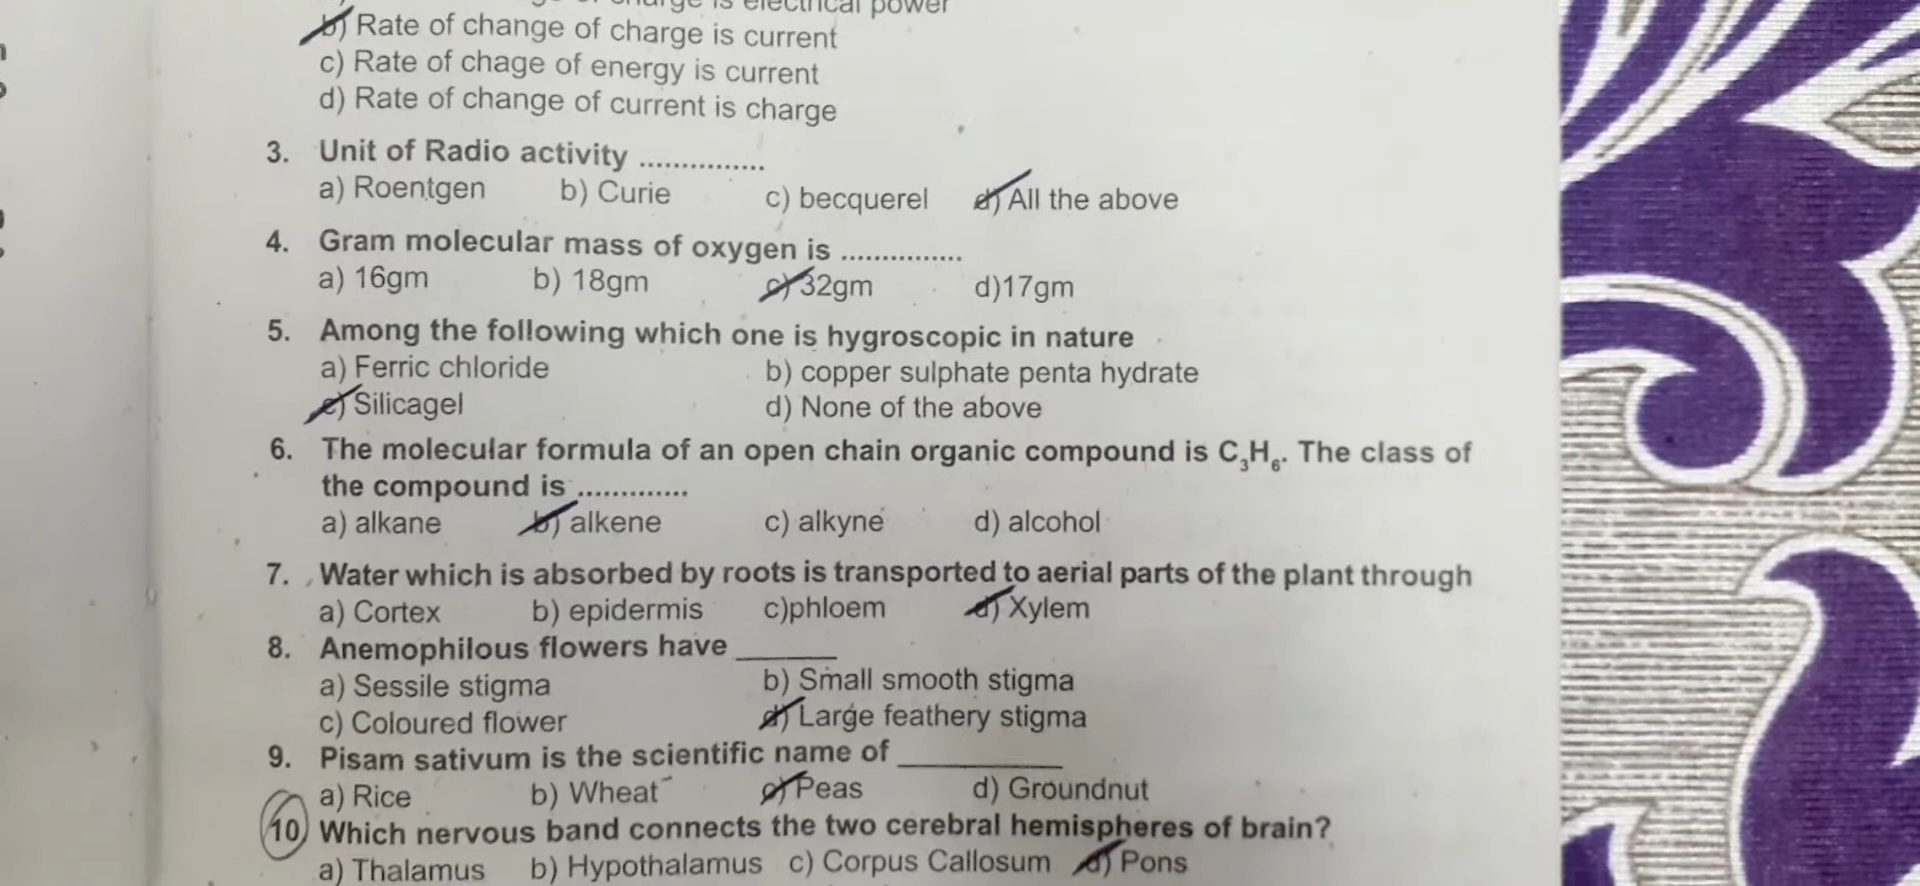 charge is electrical power
b) Rate of change of charge is current
c) Rate of chage of energy is current
d) Rate of change of current is charge
3. Unit of Radio activity ...............
a) Roentgen b) Curie c) becquerel d) All the above
4. Gram molecular mass of oxygen is ...............
a) 16gm b) 18gm c) 32gm d)17gm
5. Among the following which one is hygroscopic in nature
a) Ferric chloride b) copper sulphate penta hydrate
c) Silicagel d) None of the above
6. The molecular formula of an open chain organic compound is C₃H₆. The class of
the compound is .............
a) alkane b) alkene c) alkyne d) alcohol
7. Water which is absorbed by roots is transported to aerial parts of the plant through
a) Cortex b) epidermis c)phloem d) Xylem
8. Anemophilous flowers have ______
a) Sessile stigma b) Small smooth stigma
c) Coloured flower d) Large feathery stigma
9. Pisam sativum is the scientific name of __________
a) Rice b) Wheat c) Peas d) Groundnut
10) Which nervous band connects the two cerebral hemispheres of brain?
a) Thalamus b) Hypothalamus c) Corpus Callosum d) Pons